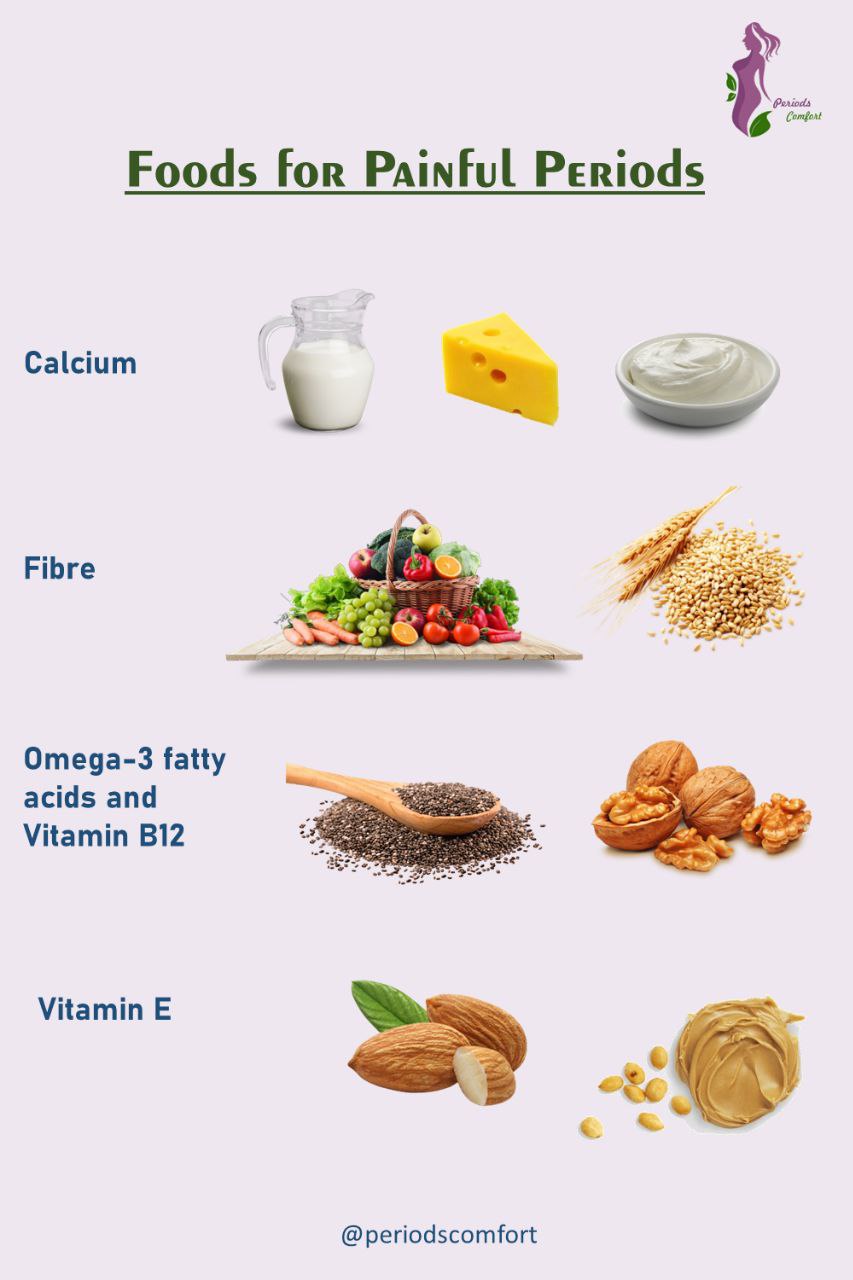 Periods
Comfort
Foods for Painful Periods
Calcium
Fibre
Omega-3 fatty
acids and
Vitamin B12
Vitamin E
@periodscomfort